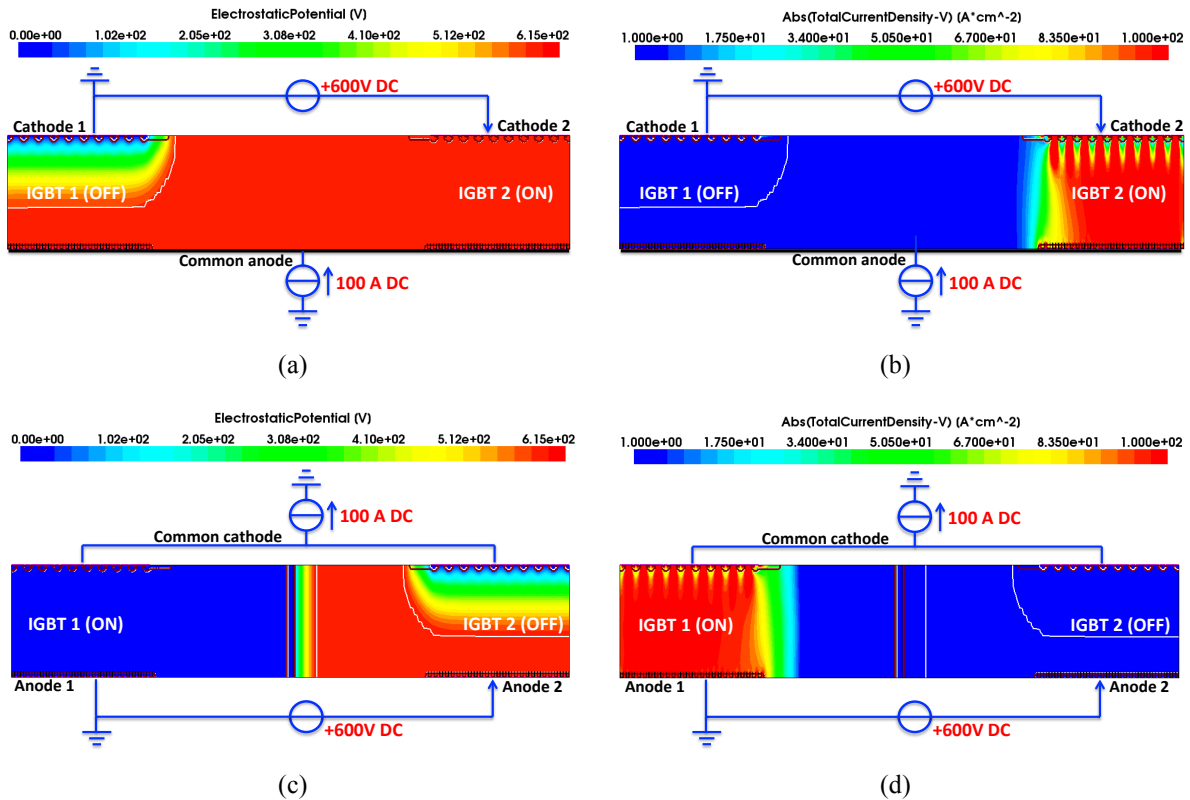 ElectrostaticPotential (V)
0.00e+00 1.02e+02 2.05e+02 3.08e+02 4.10e+02 5.12e+02 6.15e+02
+600V DC
Cathode 1
Cathode 2
IGBT 1 (OFF)
IGBT 2 (ON)
Common anode
100 A DC
(a)
Abs(TotalCurrentDensity-V) (A*cm^-2)
1.000e+00 1.750e+01 3.400e+01 5.050e+01 6.700e+01 8.350e+01 1.000e+02
+600V DC
Cathode 1
Cathode 2
IGBT 1 (OFF)
IGBT 2 (ON)
Common anode
100 A DC
(b)
ElectrostaticPotential (V)
0.00e+00 1.02e+02 2.05e+02 3.08e+02 4.10e+02 5.12e+02 6.15e+02
100 A DC
Common cathode
IGBT 1 (ON)
IGBT 2 (OFF)
Anode 1
Anode 2
+600V DC
(c)
Abs(TotalCurrentDensity-V) (A*cm^-2)
1.000e+00 1.750e+01 3.400e+01 5.050e+01 6.700e+01 8.350e+01 1.000e+02
100 A DC
Common cathode
IGBT 1 (ON)
IGBT 2 (OFF)
Anode 1
Anode 2
+600V DC
(d)